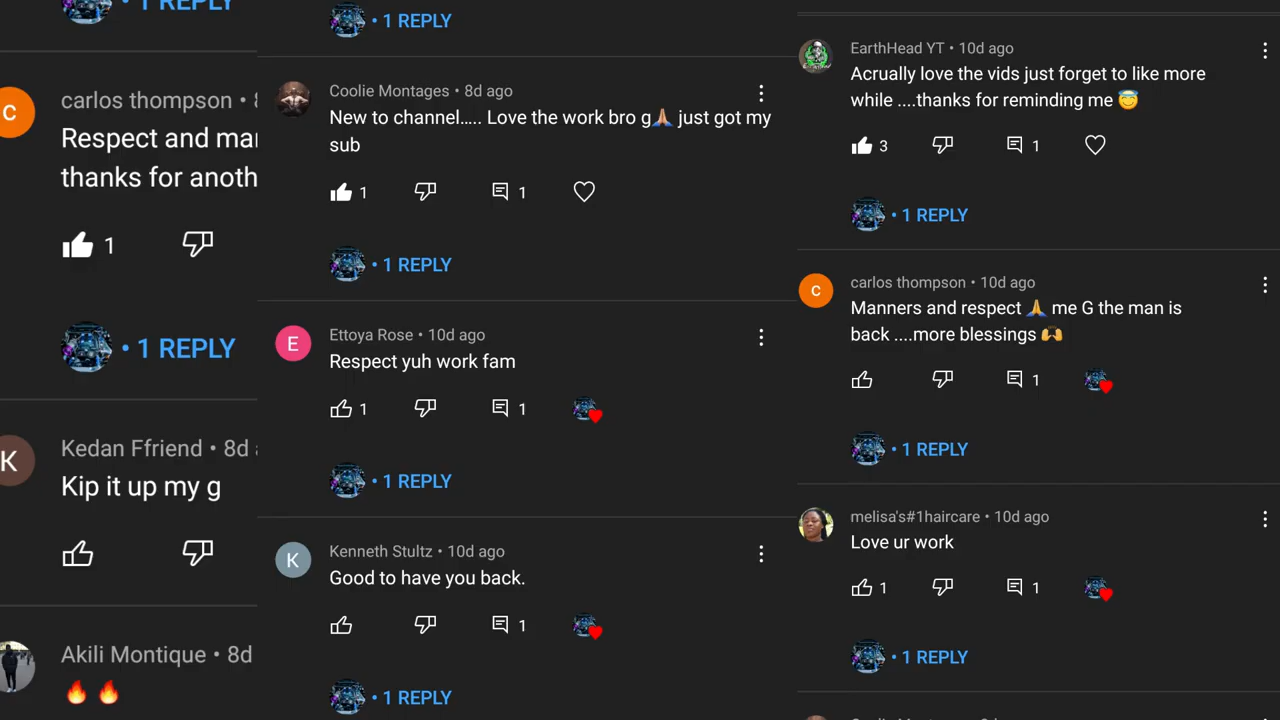 • 1 REPLY
C
carlos thompson •
Respect and
thanks for
1
• 1 REPLY
K
Kedan Ffriend • 8d
Kip it up my g
Akili Montique • 8d
🔥 🔥
• 1 REPLY
Coolie Montages • 8d ago
New to channel..... Love the work bro g🙏 just got my
sub
1 1
• 1 REPLY
E
Ettoya Rose • 10d ago
Respect yuh work fam
1 1
• 1 REPLY
K
Kenneth Stultz • 10d ago
Good to have you back.
1
• 1 REPLY
EarthHead YT • 10d ago
Acrually love the vids just forget to like more
while ....thanks for reminding me 😇
3 1
• 1 REPLY
C
carlos thompson • 10d ago
Manners and respect 🙏 me G the man is
back ....more blessings 🙌
1
• 1 REPLY
melisa's#1haircare • 10d ago
Love ur work
1 1
• 1 REPLY